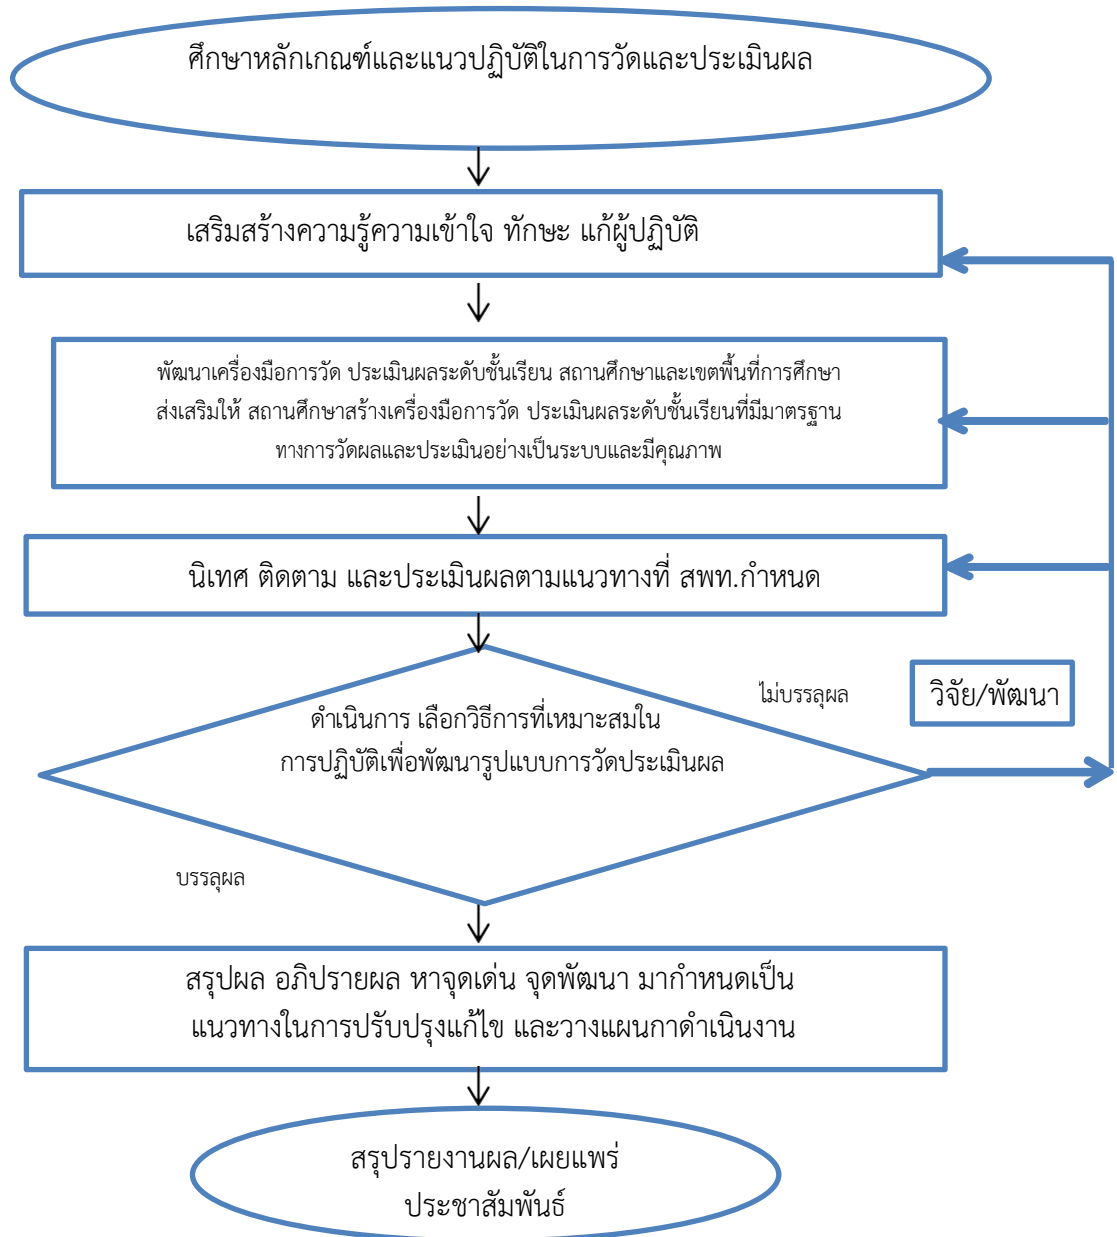 ศึกษาหลักเกณฑ์และแนวปฏิบัติในการวัดและประเมินผล
เสริมสร้างความรู้ความเข้าใจ ทักษะ แก้ผู้ปฏิบัติ
พัฒนาเครื่องมือการวัด ประเมินผลระดับชั้นเรียน สถานศึกษาและเขตพื้นที่การศึกษา
ส่งเสริมให้ สถานศึกษาสร้างเครื่องมือการวัด ประเมินผลระดับชั้นเรียนที่มีมาตรฐาน
ทางการวัดผลและประเมินอย่างเป็นระบบและมีคุณภาพ
นิเทศ ติดตาม และประเมินผลตามแนวทางที่ สพท.กำหนด
ไม่บรรลุผล
วิจัย/พัฒนา
ดำเนินการ เลือกวิธีการที่เหมาะสมใน
การปฏิบัติเพื่อพัฒนารูปแบบการวัดประเมินผล
บรรลุผล
สรุปผล อภิปรายผล หาจุดเด่น จุดพัฒนา มากำหนดเป็น
แนวทางในการปรับปรุงแก้ไข และวางแผนกาดำเนินงาน
สรุปรายงานผล/เผยแพร่
ประชาสัมพันธ์